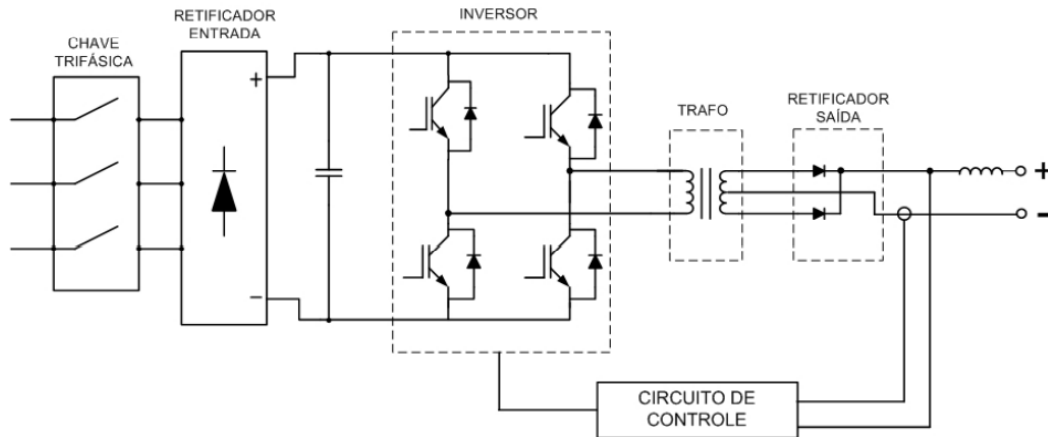 CHAVE
TRIFÁSICA
RETIFICADOR
ENTRADA
+
−
INVERSOR
TRAFO
RETIFICADOR
SAÍDA
+
−
CIRCUITO DE
CONTROLE